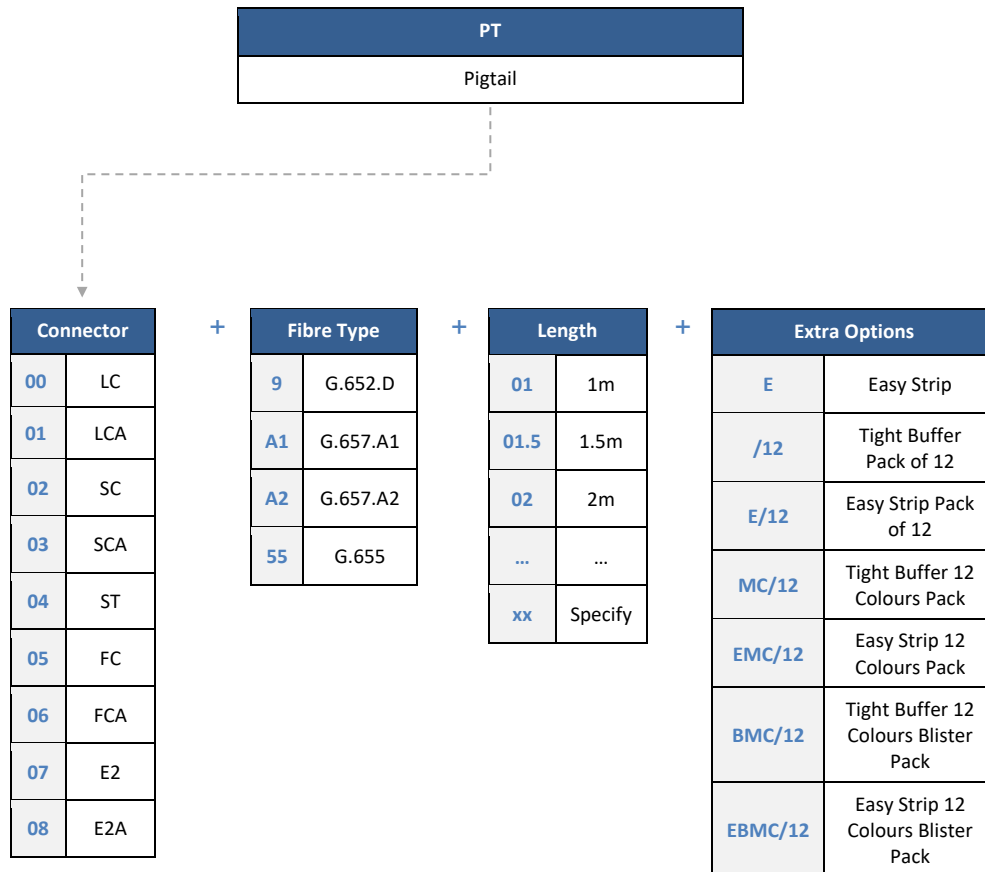 PT
Pigtail
Connector
00 LC
01 LCA
02 SC
03 SCA
04 ST
05 FC
06 FCA
07 E2
08 E2A
+
Fibre Type
9 G.652.D
A1 G.657.A1
A2 G.657.A2
55 G.655
+
Length
01 1m
01.5 1.5m
02 2m
... ...
xx Specify
+
Extra Options
E Easy Strip
/12 Tight Buffer
Pack of 12
E/12 Easy Strip Pack
of 12
MC/12 Tight Buffer 12
Colours Pack
EMC/12 Easy Strip 12
Colours Pack
BMC/12 Tight Buffer 12
Colours Blister
Pack
EBMC/12 Easy Strip 12
Colours Blister
Pack